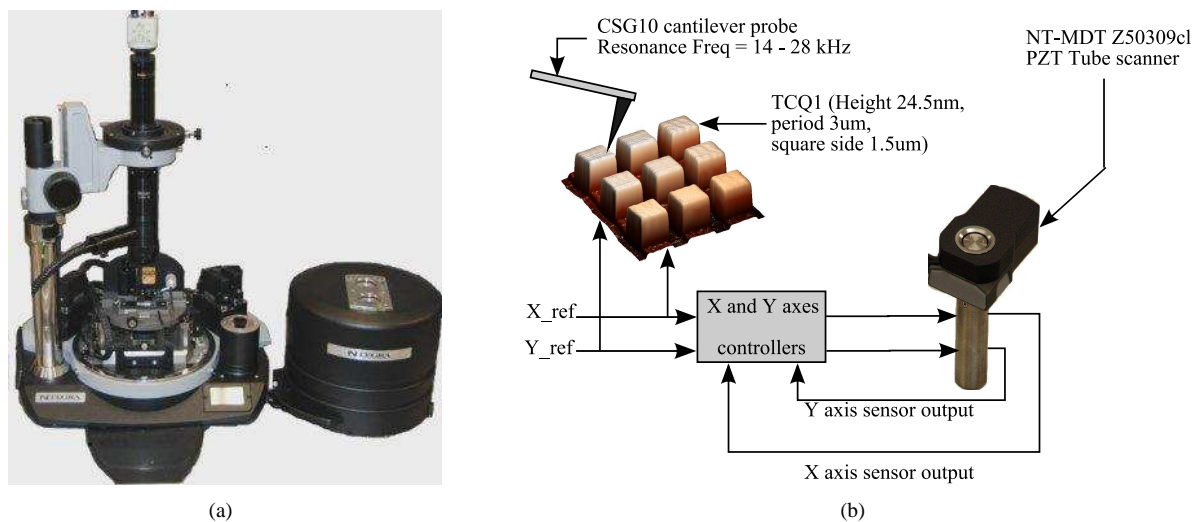 CSG10 cantilever probe
Resonance Freq = 14 - 28 kHz
NT-MDT Z50309cl
PZT Tube scanner
TCQ1 (Height 24.5nm,
period 3um,
square side 1.5um)
X_ref
Y_ref
X and Y axes
controllers
Y axis sensor output
X axis sensor output
(a)
(b)